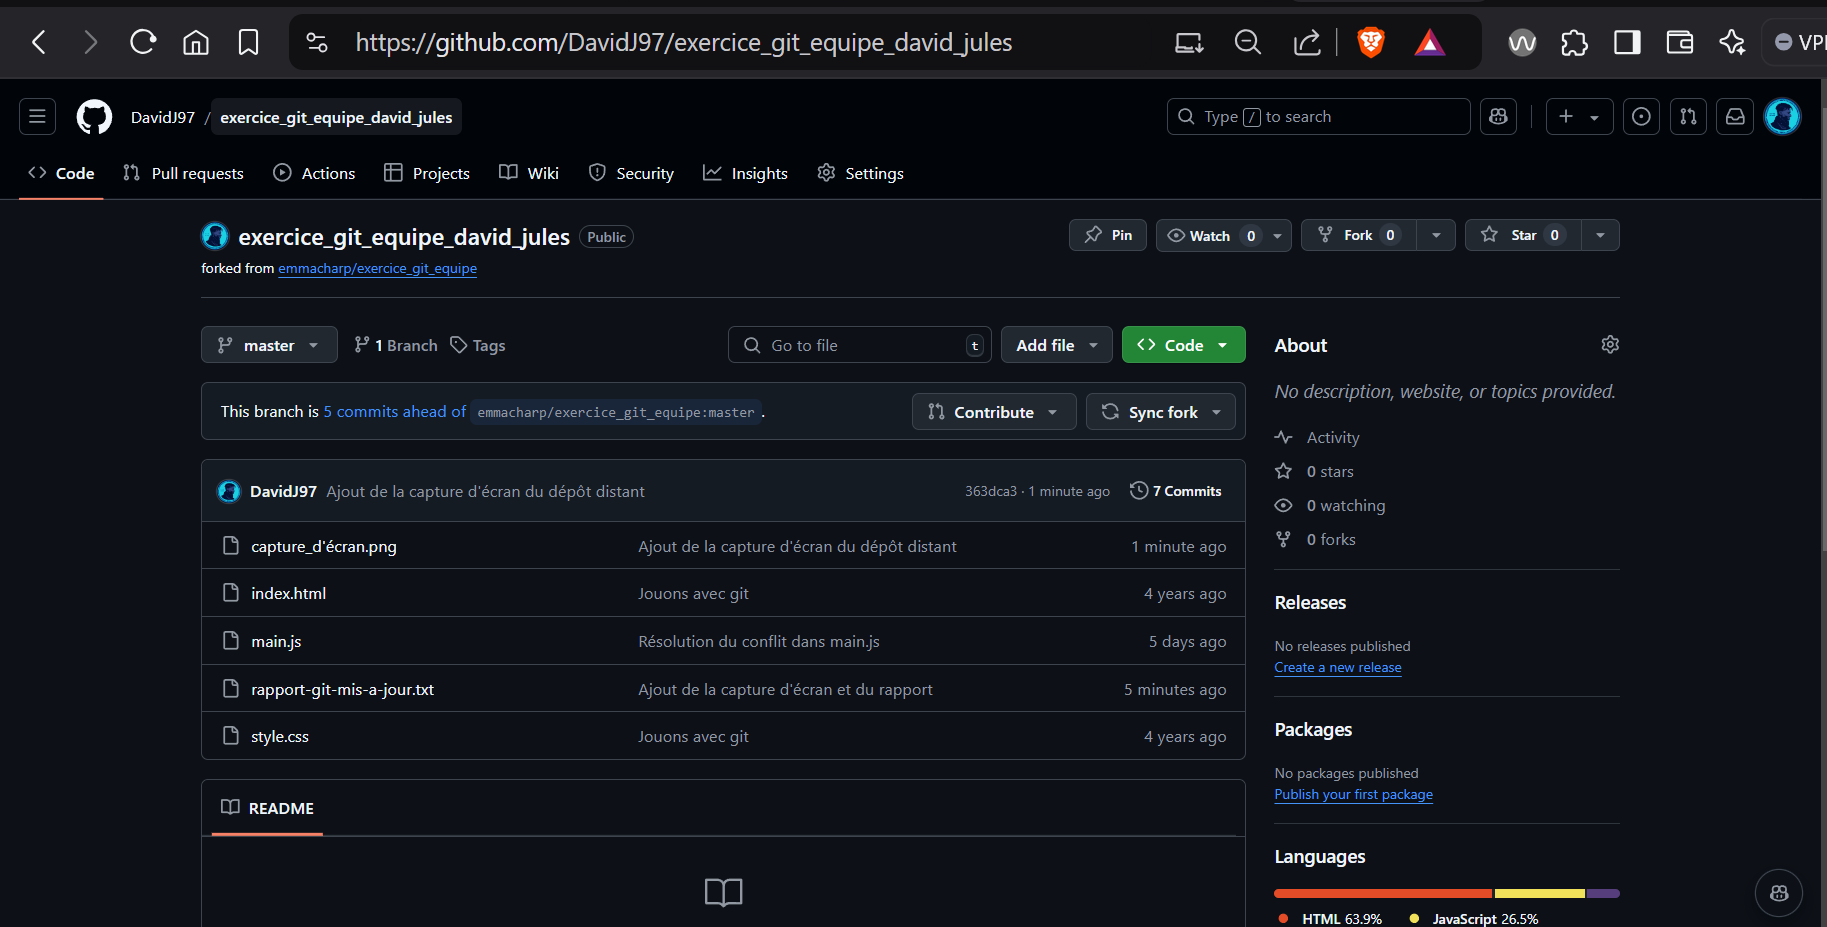 https://github.com/DavidJ97/exercice_git_equipe_david_jules
VPN
DavidJ97 / exercice_git_equipe_david_jules
Type / to search
Code Pull requests Actions Projects Wiki Security Insights Settings
exercice_git_equipe_david_jules Public
Pin Watch 0 Fork 0 Star 0
forked from emmacharp/exercice_git_equipe
master 1 Branch Tags
Go to file t Add file Code
This branch is 5 commits ahead of emmacharp/exercice_git_equipe:master .
Contribute Sync fork
DavidJ97 Ajout de la capture d'écran du dépôt distant 363dca3 · 1 minute ago 7 Commits
capture_d'écran.png Ajout de la capture d'écran du dépôt distant 1 minute ago
index.html Jouons avec git 4 years ago
main.js Résolution du conflit dans main.js 5 days ago
rapport-git-mis-a-jour.txt Ajout de la capture d'écran et du rapport 5 minutes ago
style.css Jouons avec git 4 years ago
README
About
No description, website, or topics provided.
Activity
0 stars
0 watching
0 forks
Releases
No releases published
Create a new release
Packages
No packages published
Publish your first package
Languages
HTML 63.9% JavaScript 26.5%